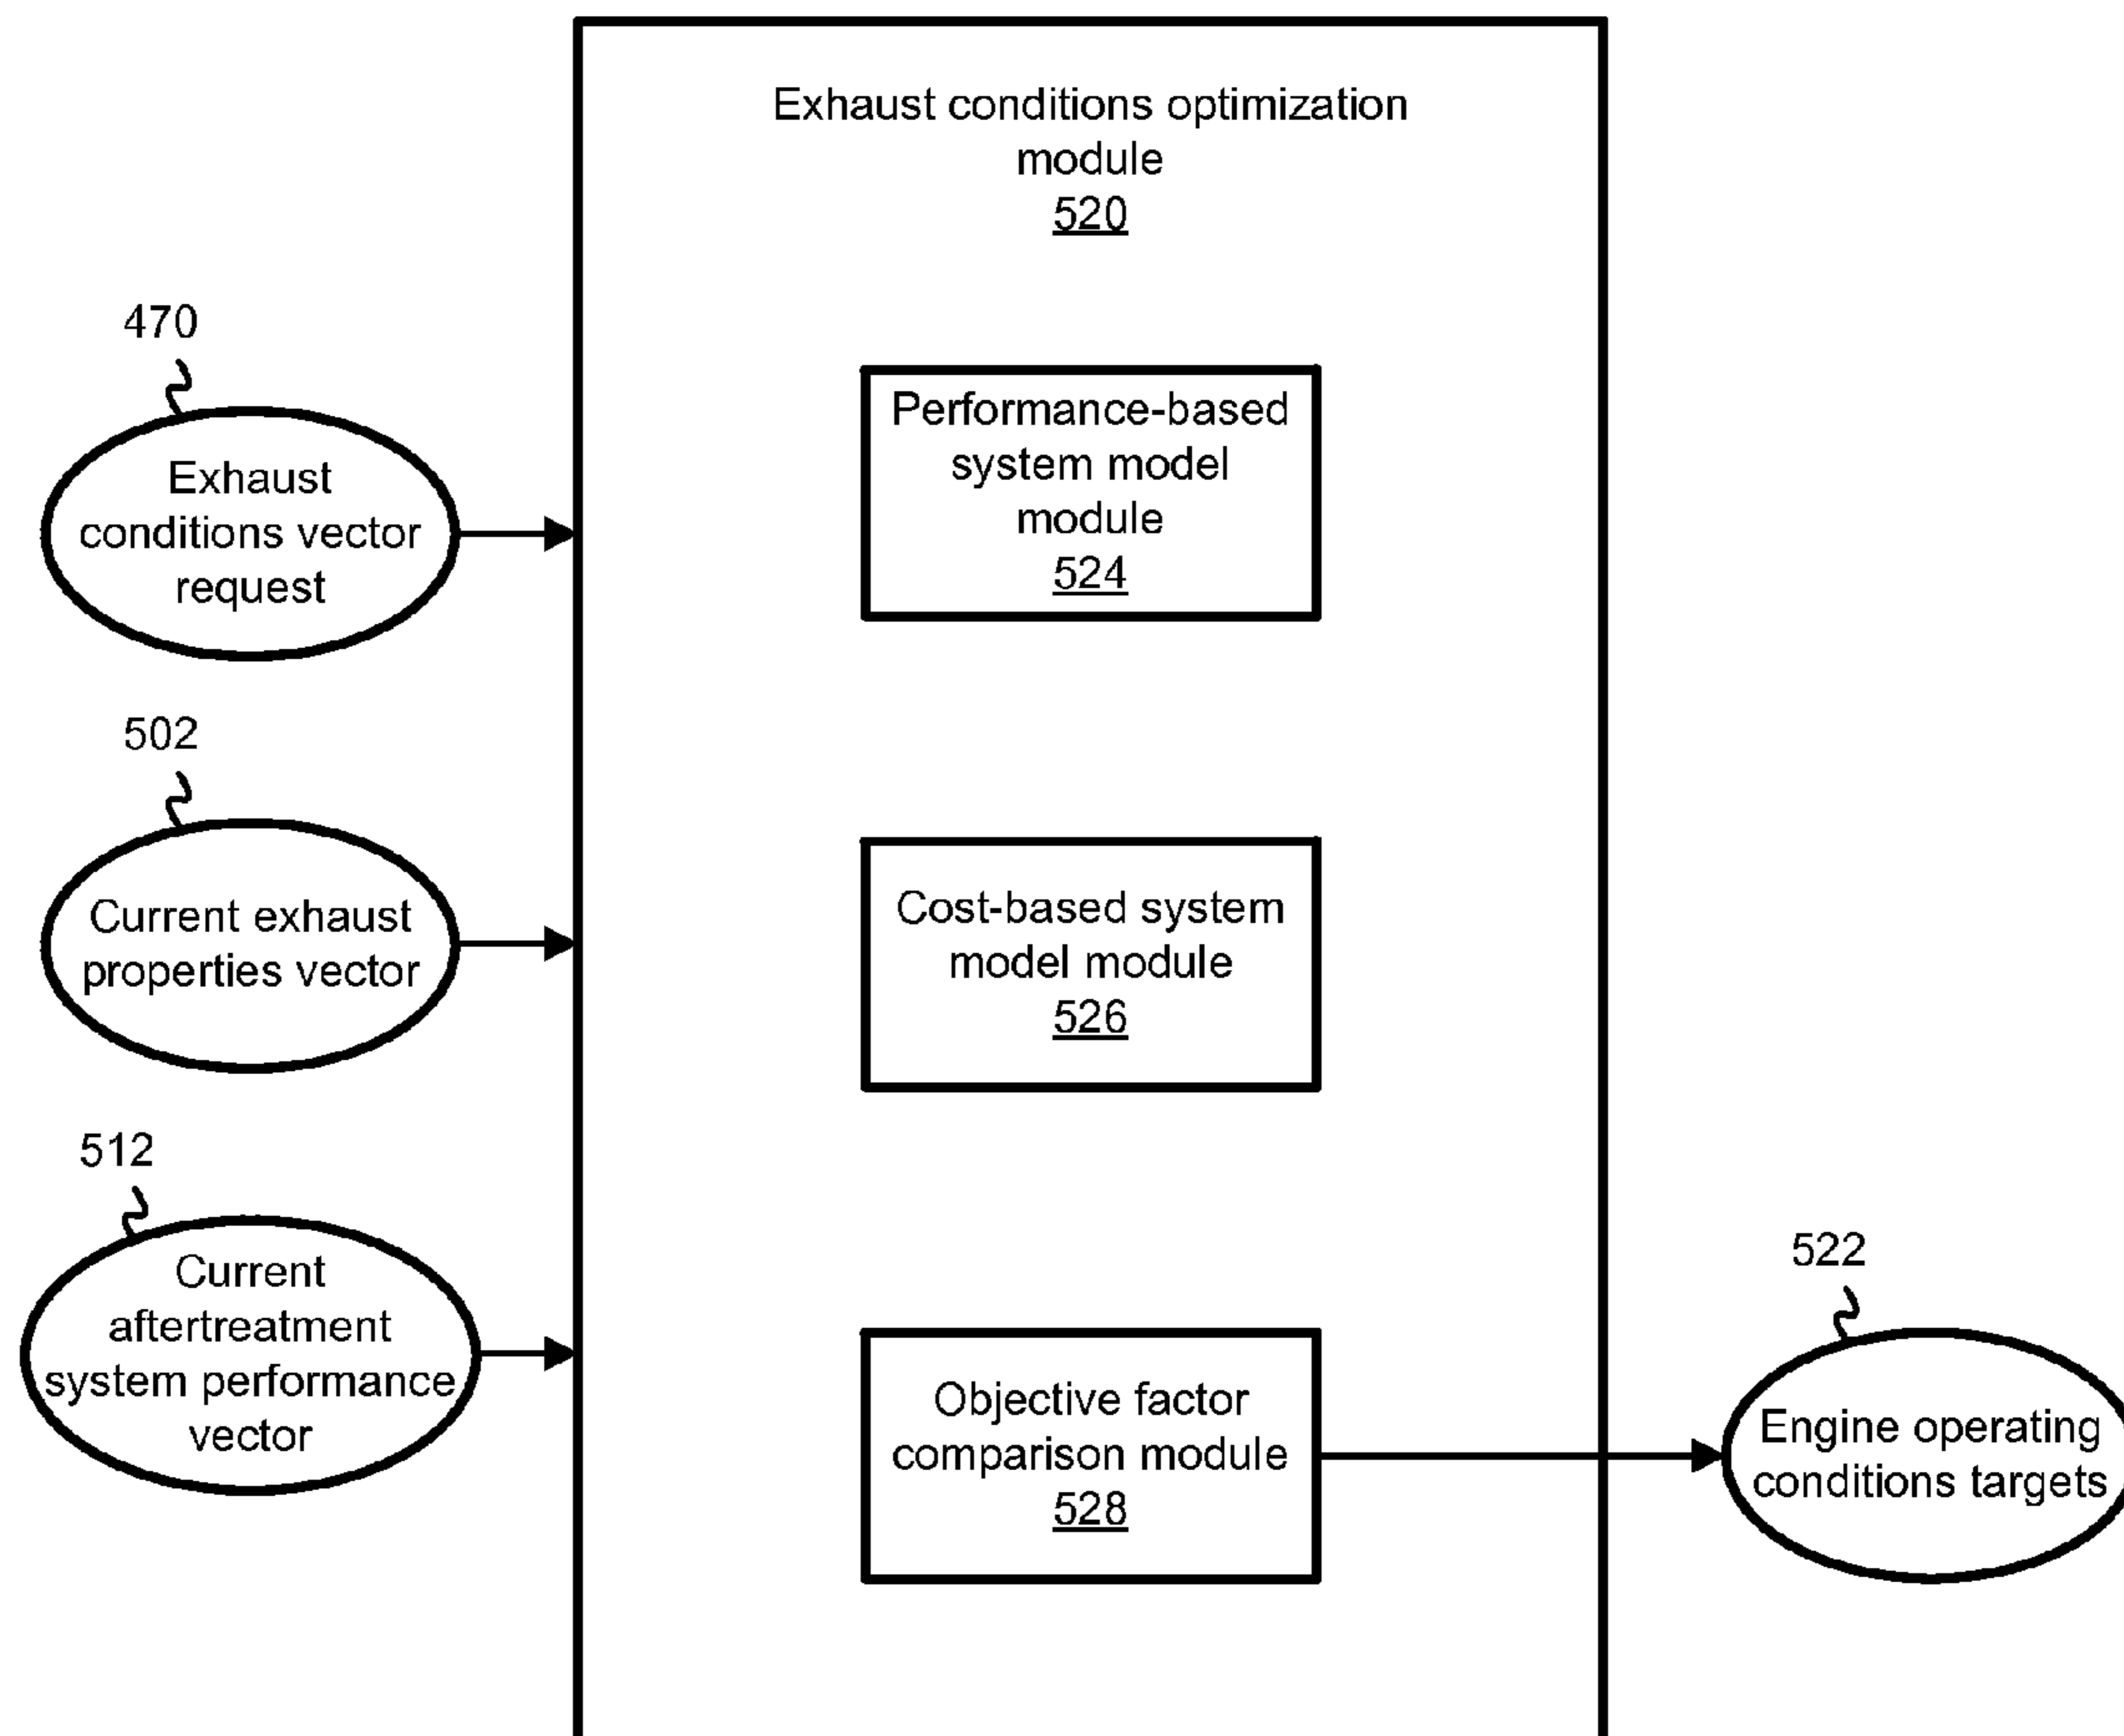 Exhaust conditions optimization
module
520
470
Exhaust
conditions vector
request
502
Current exhaust
properties vector
512
Current
aftertreatment
system performance
vector
Performance-based
system model
module
524
Cost-based system
model module
526
Objective factor
comparison module
528
522
Engine operating
conditions targets